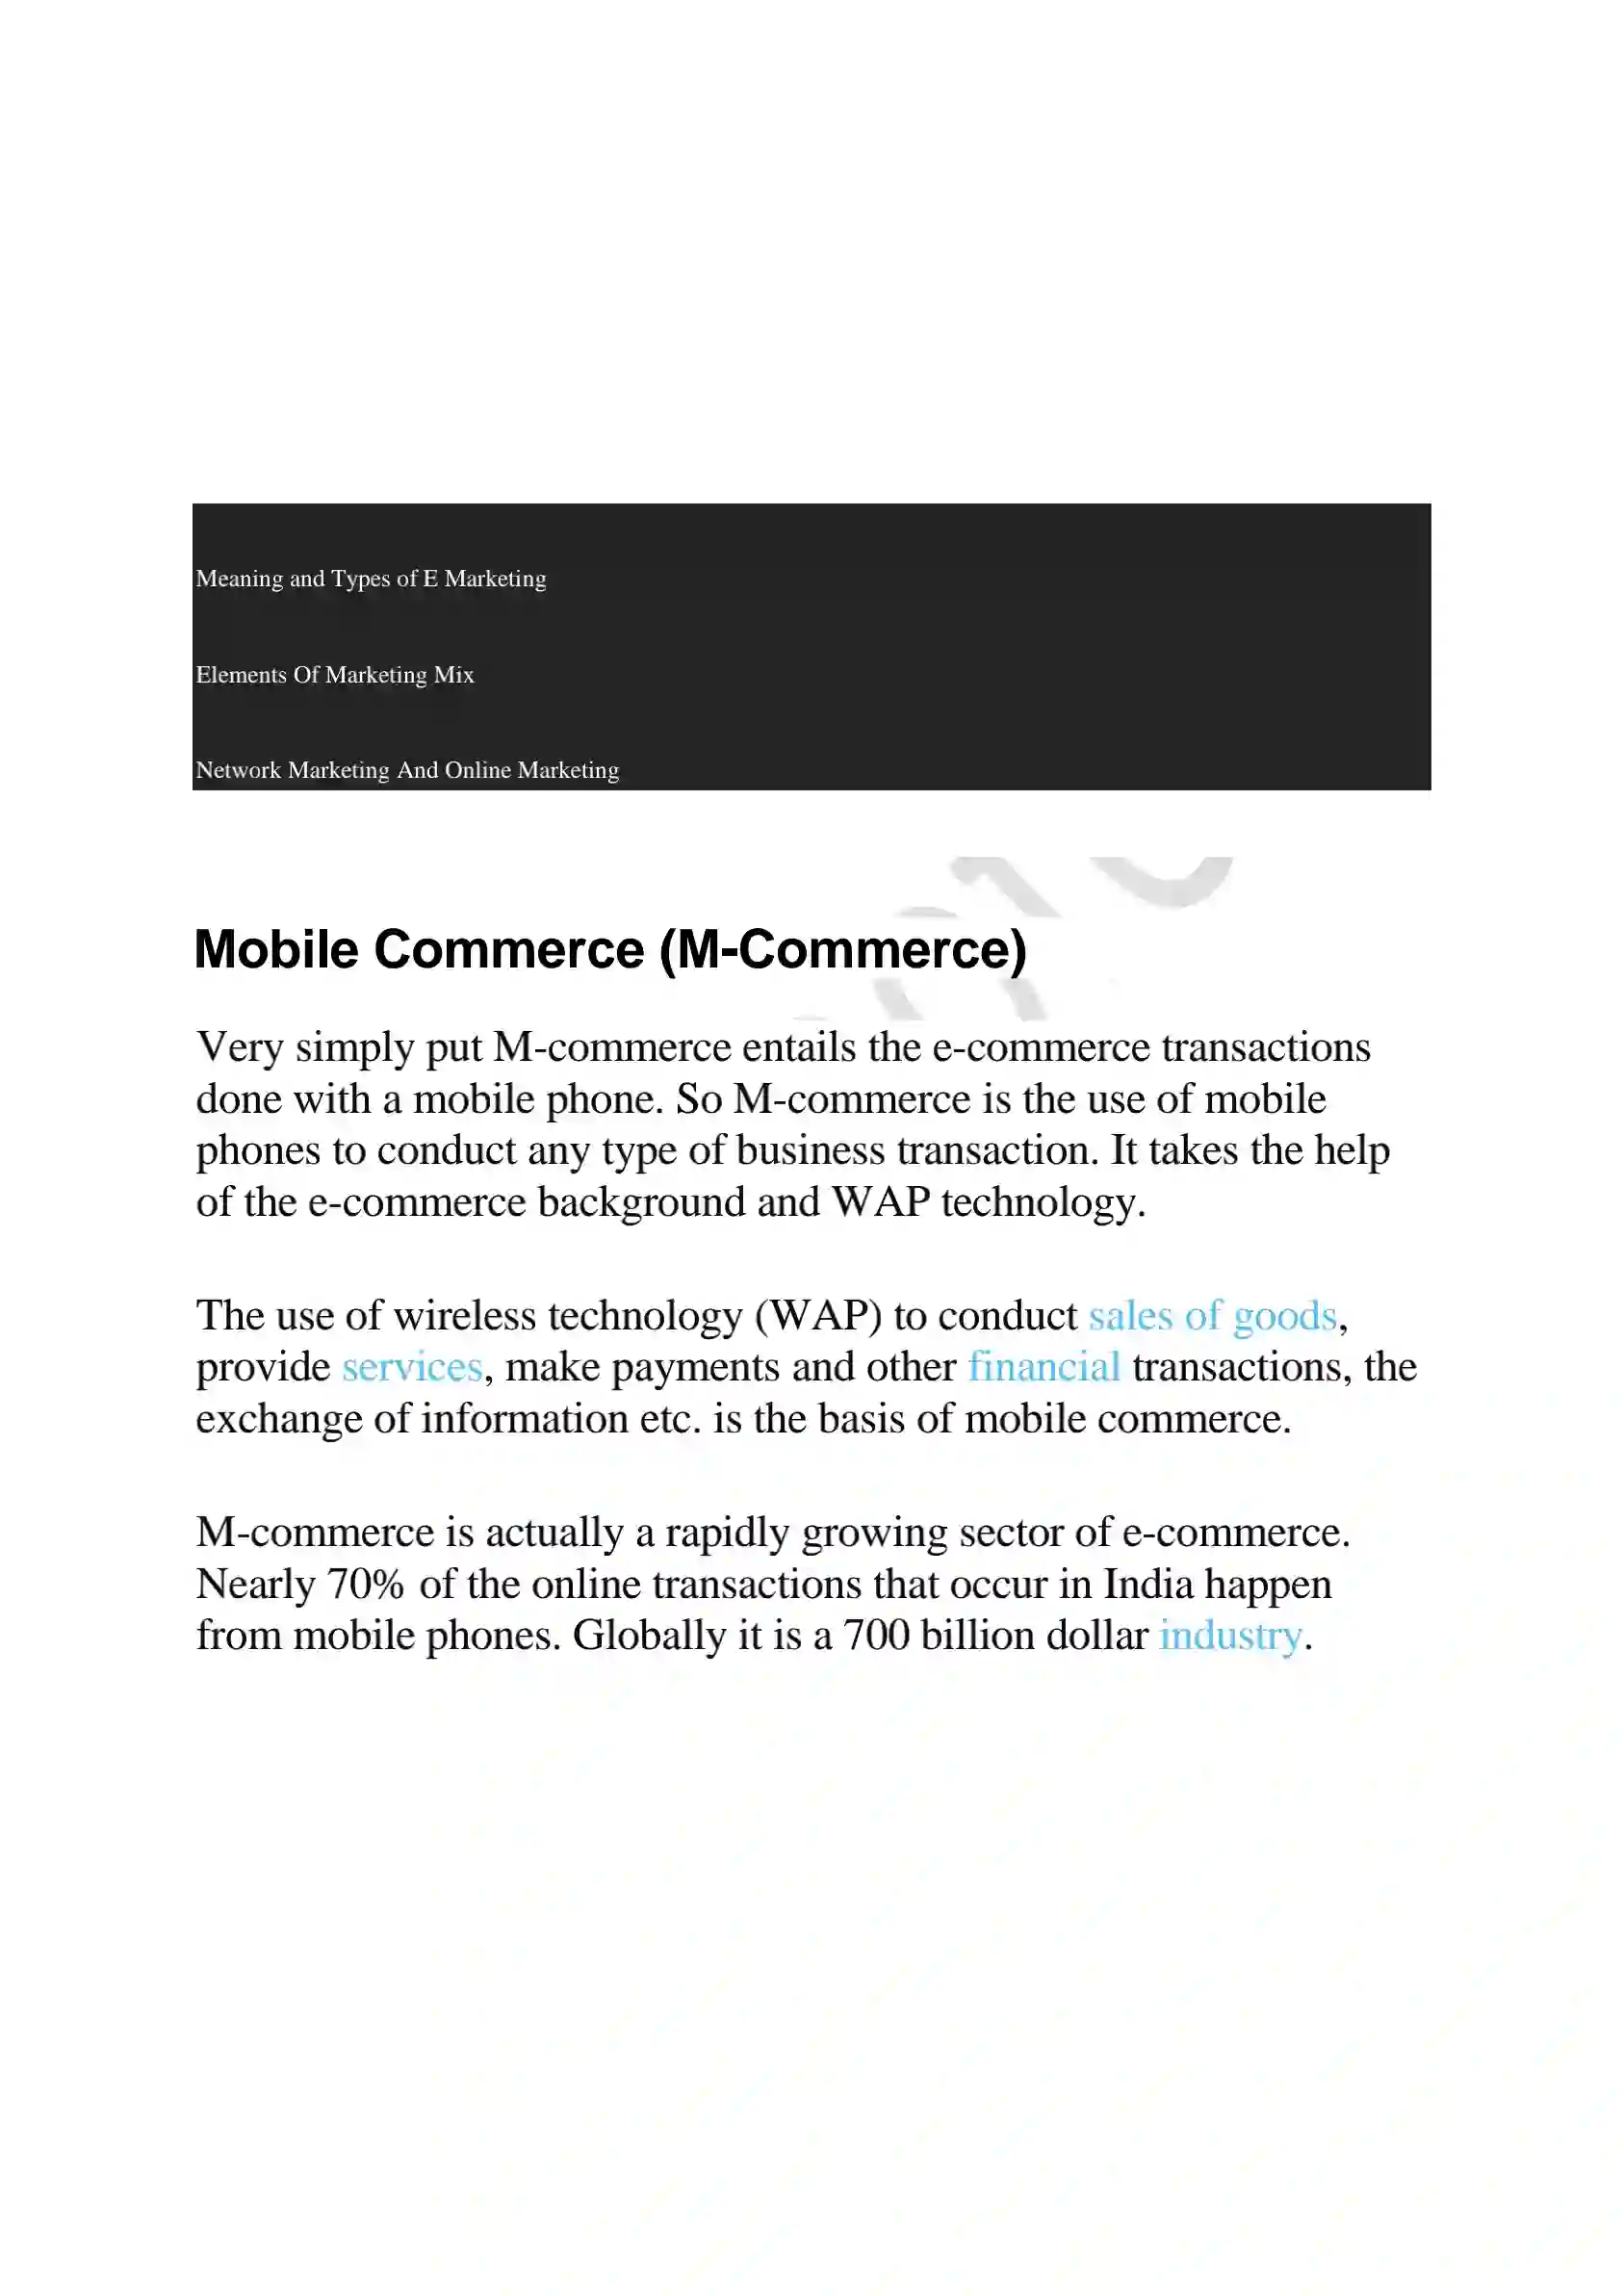 Meaning and Types of E Marketing
Elements Of Marketing Mix
Network Marketing And Online Marketing
Mobile Commerce (M-Commerce)
Very simply put M-commerce entails the e-commerce transactions
done with a mobile phone. So M-commerce is the use of mobile
phones to conduct any type of business transaction. It takes the help
of the e-commerce background and WAP technology.
The use of wireless technology (WAP) to conduct sales of goods,
provide services, make payments and other financial transactions, the
exchange of information etc. is the basis of mobile commerce.
M-commerce is actually a rapidly growing sector of e-commerce.
Nearly 70% of the online transactions that occur in India happen
from mobile phones. Globally it is a 700 billion dollar industry.